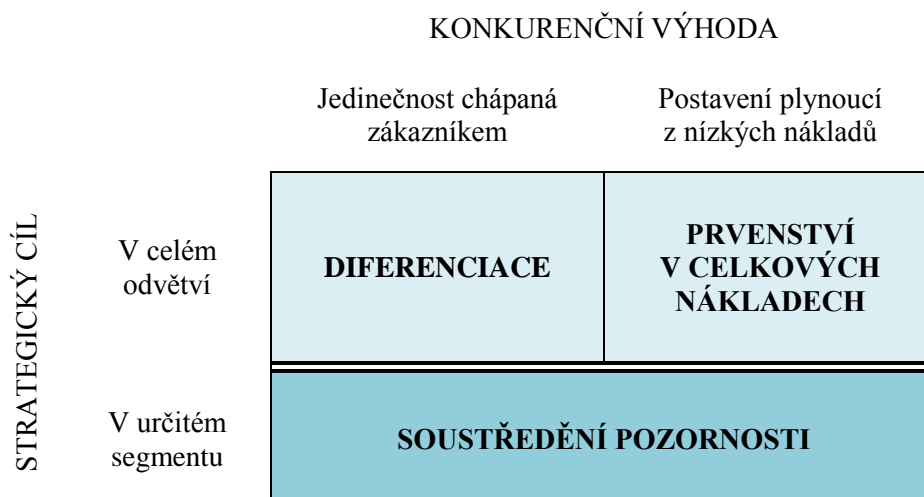 KONKURENČNÍ VÝHODA
Jedinečnost chápaná
zákazníkem
Postavení plynoucí
z nízkých nákladů
STRATEGICKÝ CÍL
V celém
odvětví
DIFERENCIACE
PRVENSTVÍ
V CELKOVÝCH
NÁKLADECH
V určitém
segmentu
SOUSTŘEDĚNÍ POZORNOSTI